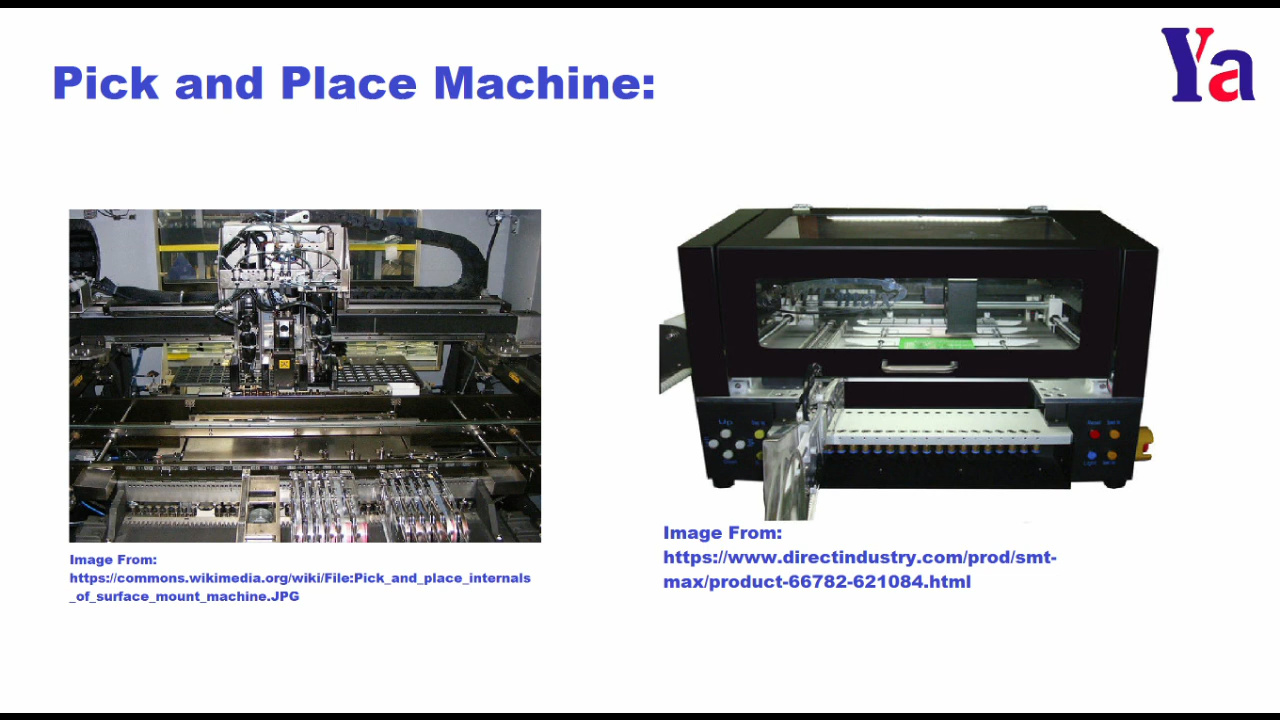 Pick and Place Machine:
Ya
Image From:
https://commons.wikimedia.org/wiki/File:Pick_and_place_internals
_of_surface_mount_machine.JPG
Image From:
https://www.directindustry.com/prod/smt-
max/product-66782-621084.html